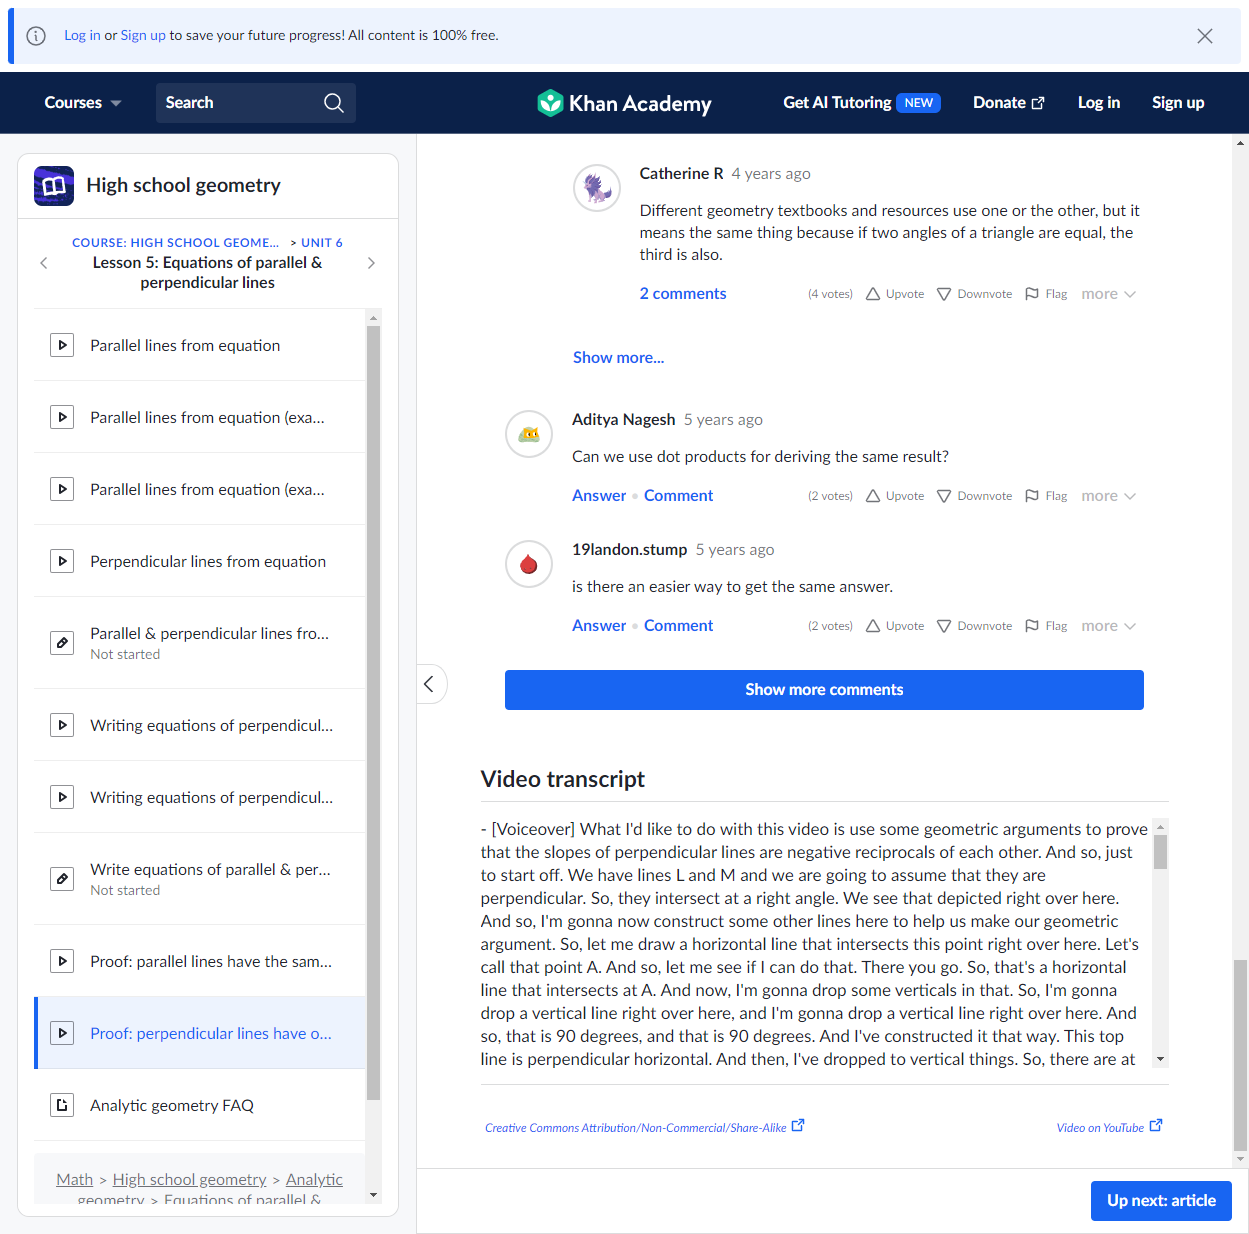 Log in or Sign up to save your future progress! All content is 100% free.
Courses
Search
Khan Academy
Get AI Tutoring NEW
Donate
Log in
Sign up
High school geometry
COURSE: HIGH SCHOOL GEOME... > UNIT 6
Lesson 5: Equations of parallel &
perpendicular lines
Parallel lines from equation
Parallel lines from equation (exa...
Parallel lines from equation (exa...
Perpendicular lines from equation
Parallel & perpendicular lines fro...
Not started
Writing equations of perpendicul...
Writing equations of perpendicul...
Write equations of parallel & per...
Not started
Proof: parallel lines have the sam...
Proof: perpendicular lines have o...
Analytic geometry FAQ
Math > High school geometry > Analytic
geometry > Equations of parallel &
Catherine R 4 years ago
Different geometry textbooks and resources use one or the other, but it
means the same thing because if two angles of a triangle are equal, the
third is also.
2 comments (4 votes) Upvote Downvote Flag more
Show more...
Aditya Nagesh 5 years ago
Can we use dot products for deriving the same result?
Answer • Comment (2 votes) Upvote Downvote Flag more
19landon.stump 5 years ago
is there an easier way to get the same answer.
Answer • Comment (2 votes) Upvote Downvote Flag more
Show more comments
Video transcript
- [Voiceover] What I'd like to do with this video is use some geometric arguments to prove
that the slopes of perpendicular lines are negative reciprocals of each other. And so, just
to start off. We have lines L and M and we are going to assume that they are
perpendicular. So, they intersect at a right angle. We see that depicted right over here.
And so, I'm gonna now construct some other lines here to help us make our geometric
argument. So, let me draw a horizontal line that intersects this point right over here. Let's
call that point A. And so, let me see if I can do that. There you go. So, that's a horizontal
line that intersects at A. And now, I'm gonna drop some verticals in that. So, I'm gonna
drop a vertical line right over here, and I'm gonna drop a vertical line right over here. And
so, that is 90 degrees, and that is 90 degrees. And I've constructed it that way. This top
line is perpendicular horizontal. And then, I've dropped to vertical things. So, there are at
Creative Commons Attribution/Non-Commercial/Share-Alike
Video on YouTube
Up next: article